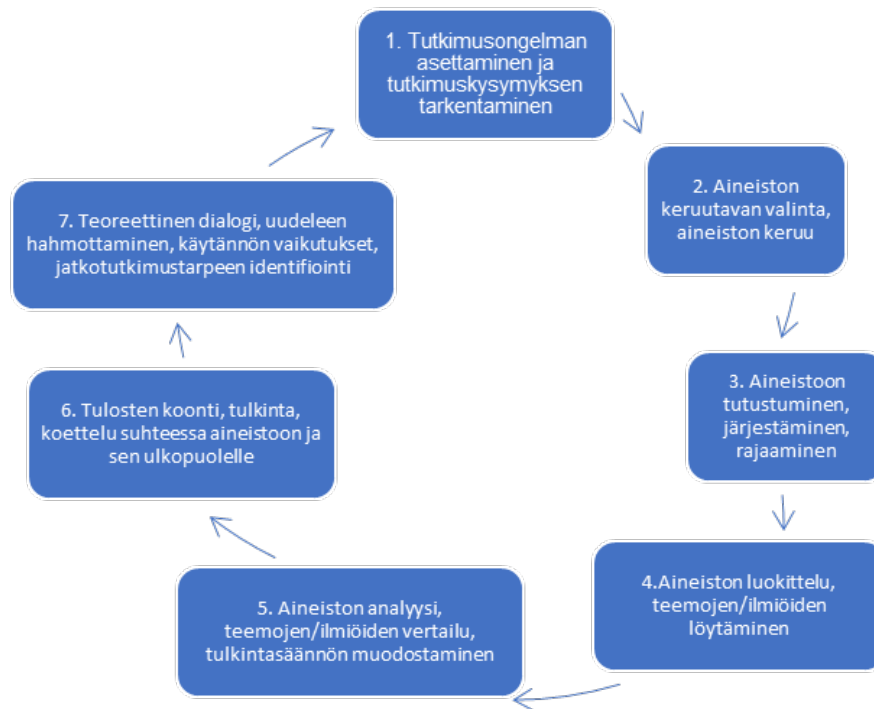 1. Tutkimusongelman
asettaminen ja
tutkimuskysymyksen
tarkentaminen
2. Aineiston
keruutavan valinta,
aineiston keruu
3. Aineistoon
tutustuminen,
järjestäminen,
rajaaminen
4.Aineiston luokittelu,
teemojen/ilmiöiden
löytäminen
5. Aineiston analyysi,
teemojen/ilmiöiden vertailu,
tulkintasäännön muodostaminen
6. Tulosten koonti, tulkinta,
koettelu suhteessa aineistoon ja
sen ulkopuolelle
7. Teoreettinen dialogi, uudeleen
hahmottaminen, käytännön vaikutukset,
jatkotutkimustarpeen identifiointi